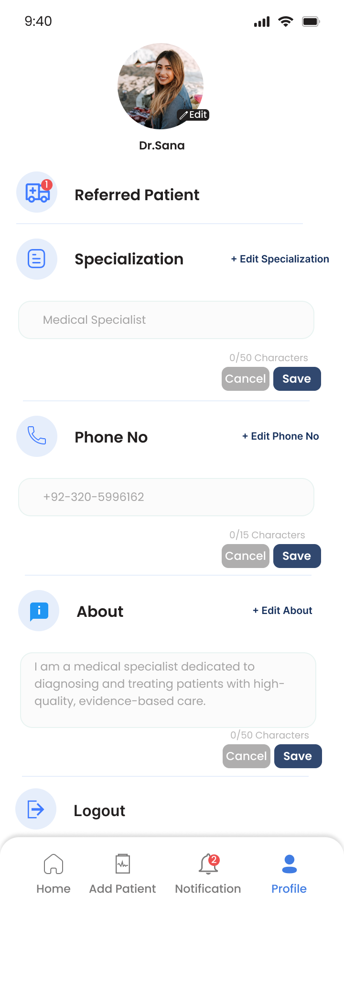 9:40
Edit
Dr.Sana
1
Referred Patient
Specialization
+ Edit Specialization
Medical Specialist
0/50 Characters
Cancel
Save
Phone No
+ Edit Phone No
+92-320-5996162
0/15 Characters
Cancel
Save
About
+ Edit About
I am a medical specialist dedicated to
diagnosing and treating patients with high-
quality, evidence-based care.
0/50 Characters
Cancel
Save
Logout
2
Home
Add Patient
Notification
Profile